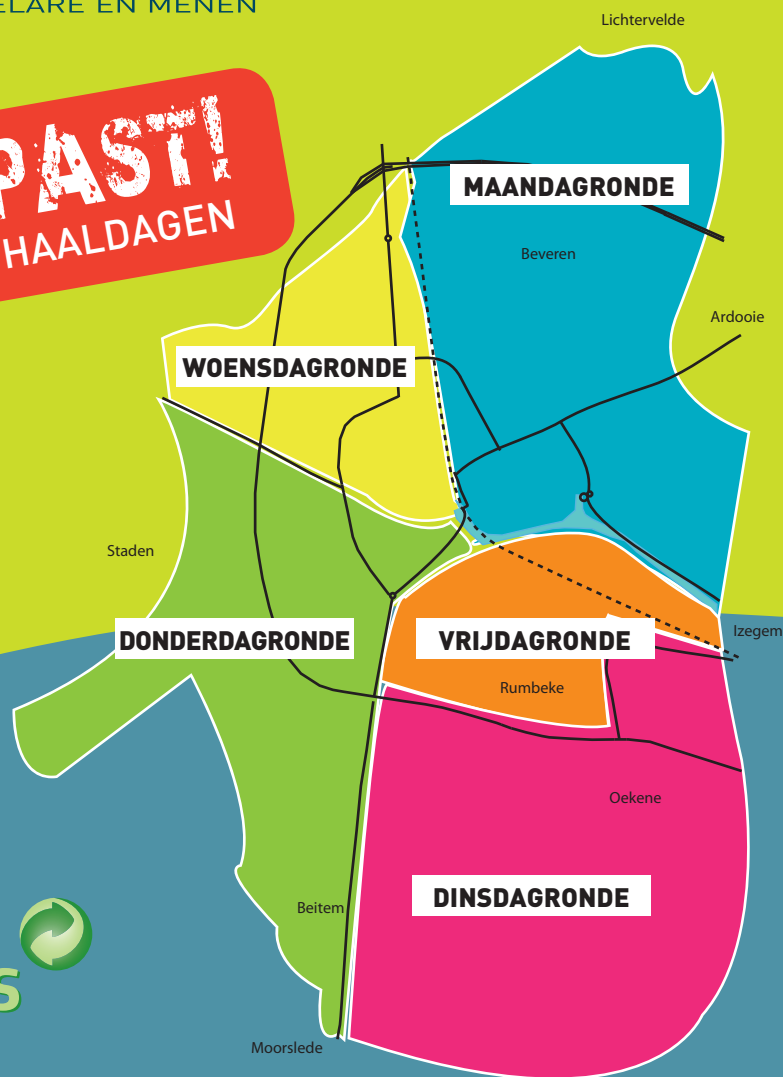 ELARE EN MENEN
Lichtervelde
PAST!
HAALDAGEN
MAANDAGRONDE
Beveren
Ardooie
WOENSDAGRONDE
Staden
DONDERDAGRONDE
VRIJDAGRONDE
Izegem
Rumbeke
Oekene
DINSDAGRONDE
Beitem
S
Moorslede